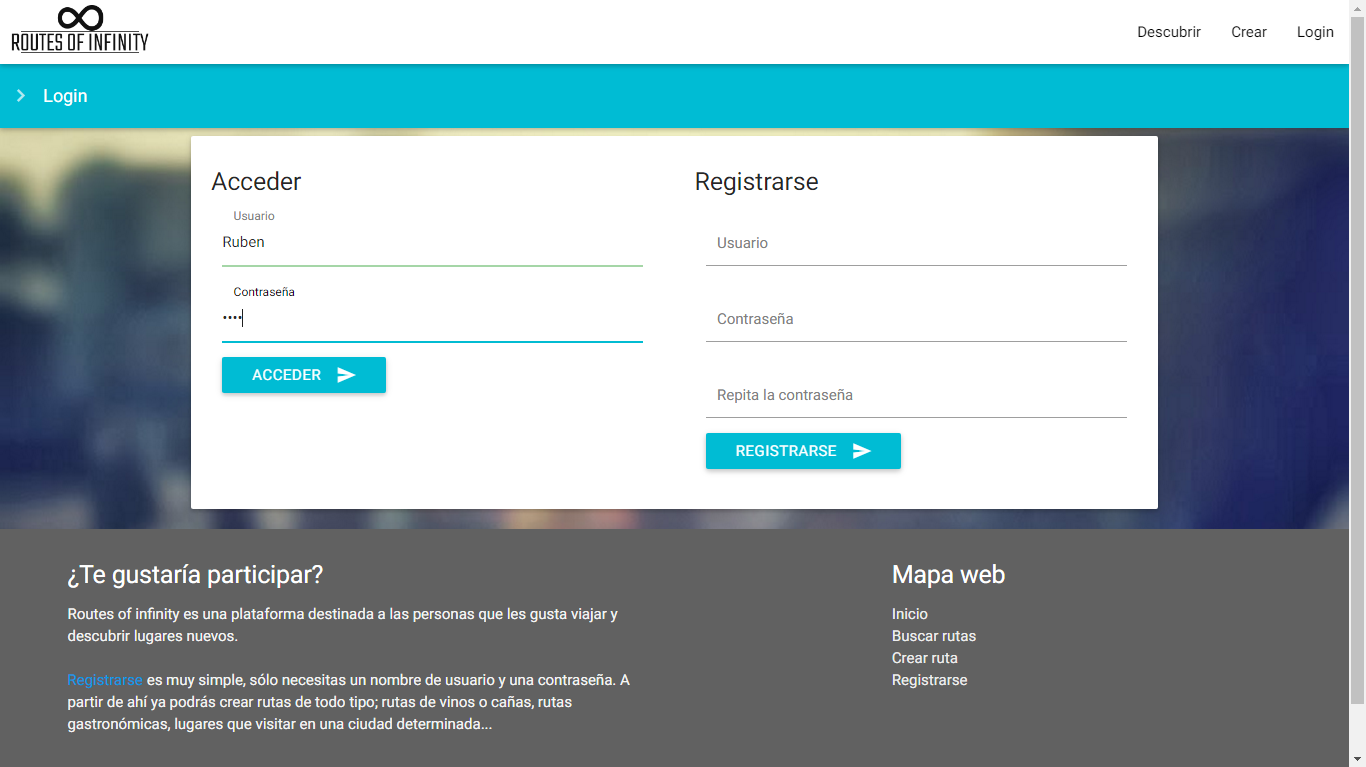 ROUTES OF INFINITY
Descubrir Crear Login
Login
Acceder
Usuario
Ruben
Contraseña
••••
ACCEDER
Registrarse
Usuario
Contraseña
Repita la contraseña
REGISTRARSE
¿Te gustaría participar?
Routes of infinity es una plataforma destinada a las personas que les gusta viajar y
descubrir lugares nuevos.
Registrarse es muy simple, sólo necesitas un nombre de usuario y una contraseña. A
partir de ahí ya podrás crear rutas de todo tipo; rutas de vinos o cañas, rutas
gastronómicas, lugares que visitar en una ciudad determinada...
Mapa web
Inicio
Buscar rutas
Crear ruta
Registrarse